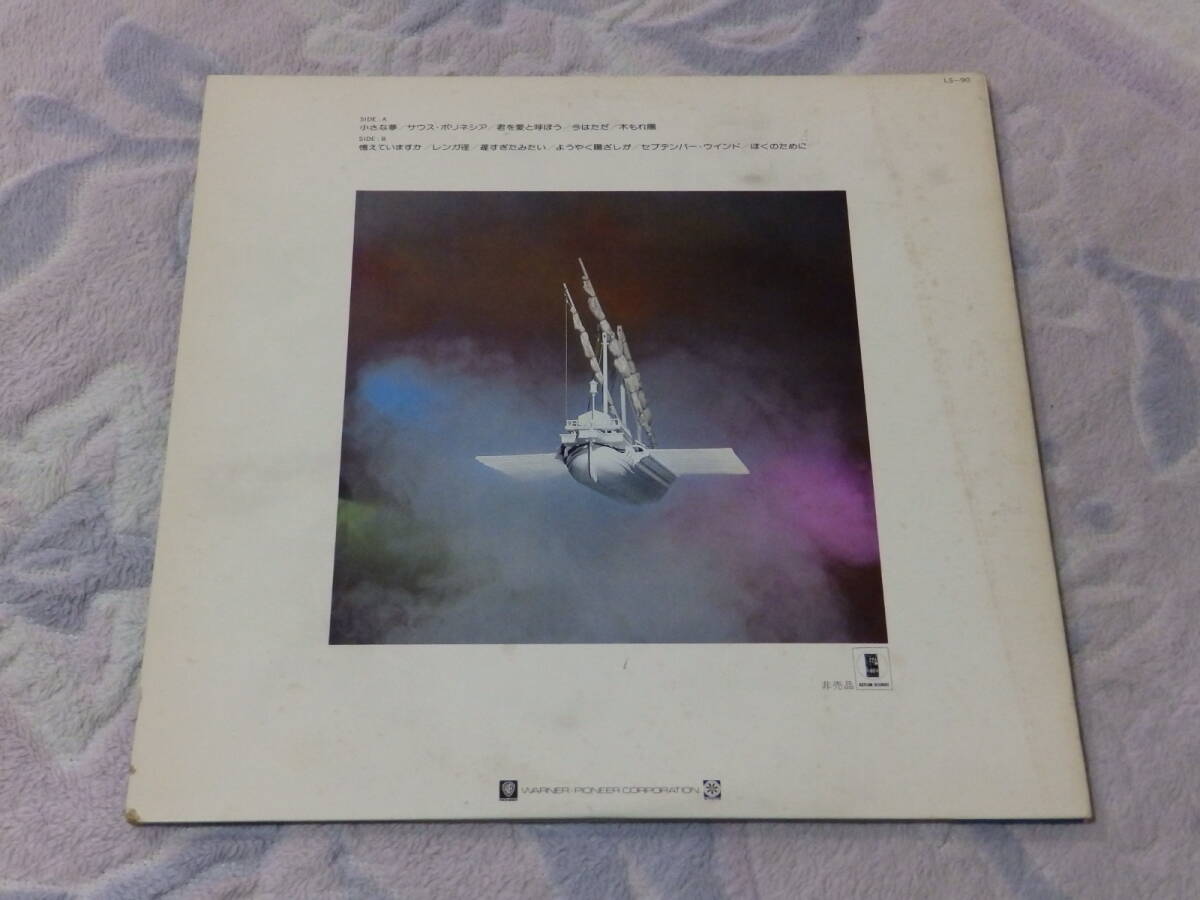 LS-90
SIDE : A
小さな夢／サウス・ポリネシア／君を愛と呼ぼう／今はただ／木もれ陽
SIDE : B
憶えていますか／レンガ径／遅すぎたみたい／ようやく陽ざしが／セプテンバー・ウインド／ぼくのために
非売品
ASYLUM RECORDS
WARNER-PIONEER CORPORATION